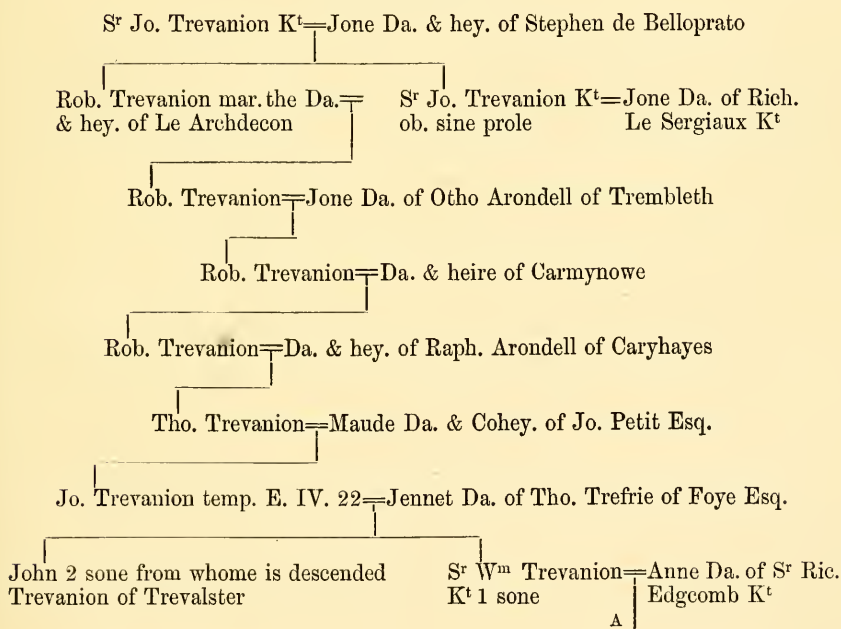 Sʳ Jo. Trevanion Kᵗ=Jone Da. & hey. of Stephen de Belloprato
Rob. Trevanion mar. the Da.= Sʳ Jo. Trevanion Kᵗ=Jone Da. of Rich.
& hey. of Le Archdecon ob. sine prole Le Sergiaux Kᵗ
Rob. Trevanion=Jone Da. of Otho Arondell of Trembleth
Rob. Trevanion=Da. & heire of Carmynowe
Rob. Trevanion=Da. & hey. of Raph. Arondell of Caryhayes
Tho. Trevanion=Maude Da. & Cohey. of Jo. Petit Esq.
Jo. Trevanion temp. E. IV. 22=Jennet Da. of Tho. Trefrie of Foye Esq.
John 2 sone from whome is descended Sʳ Wᵐ Trevanion=Anne Da. of Sʳ Ric.
Trevanion of Trevalster Kᵗ 1 sone Edgcomb Kᵗ
A